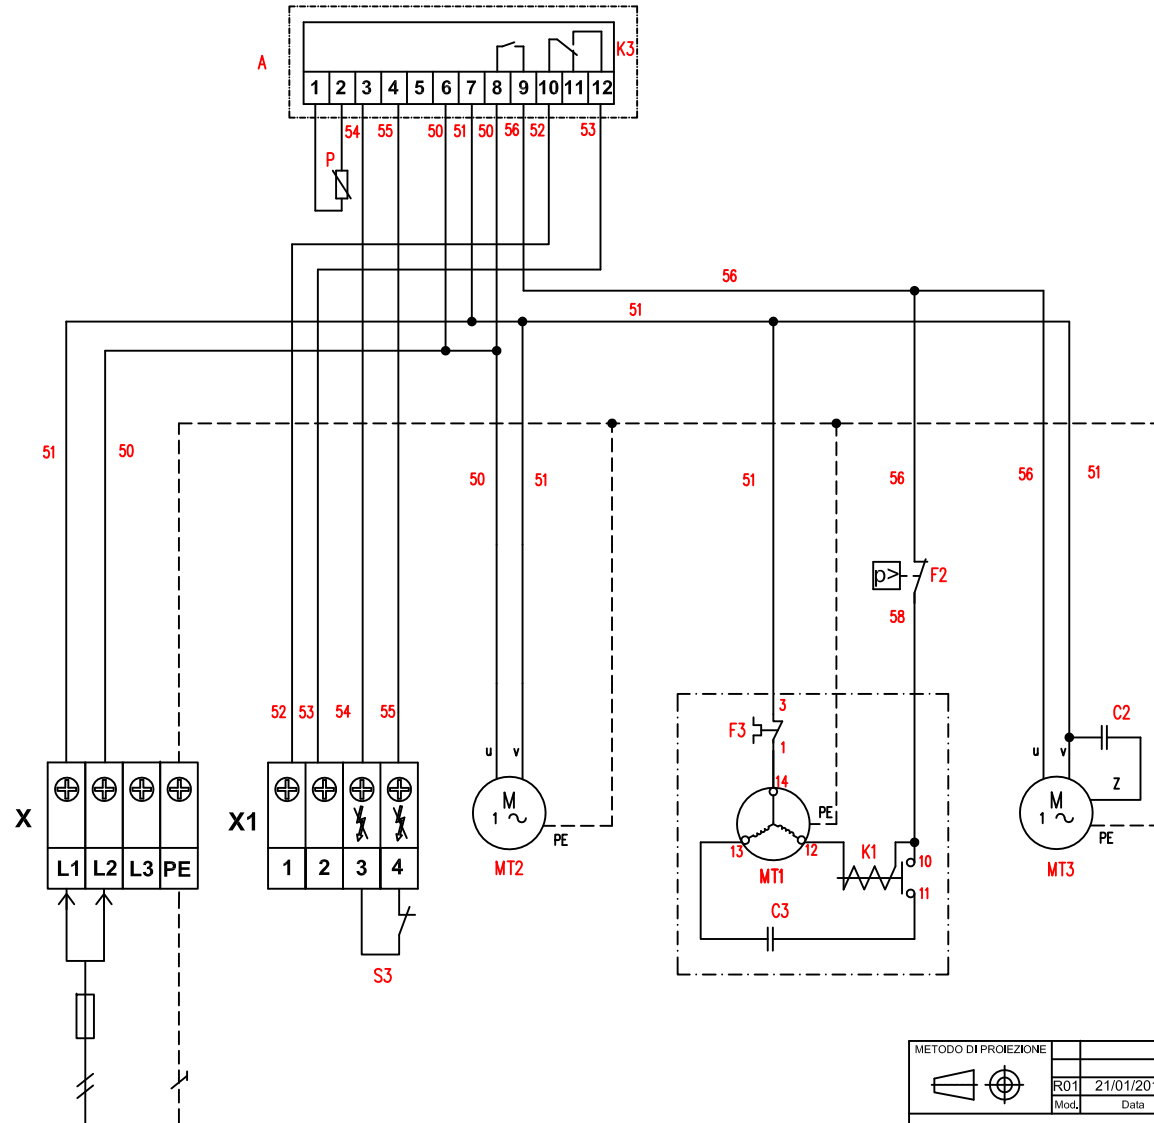 A
K3
1 2 3 4 5 6 7 8 9 10 11 12
54 55 50 51 50 56 52 53
P
56
51
51 50
50 51 51 56 56 51
p> F2
58
52 53 54 55
3
F3
1
C2
u v
u v
14
Z
X
X1
M
1
PE
M
1
PE
PE
13 12
K1
10
11
L1 L2 L3 PE
1 2 3 4
MT2
MT1
MT3
C3
S3
METODO DI PROIEZIONE
R01 21/01/201
Mod. Data